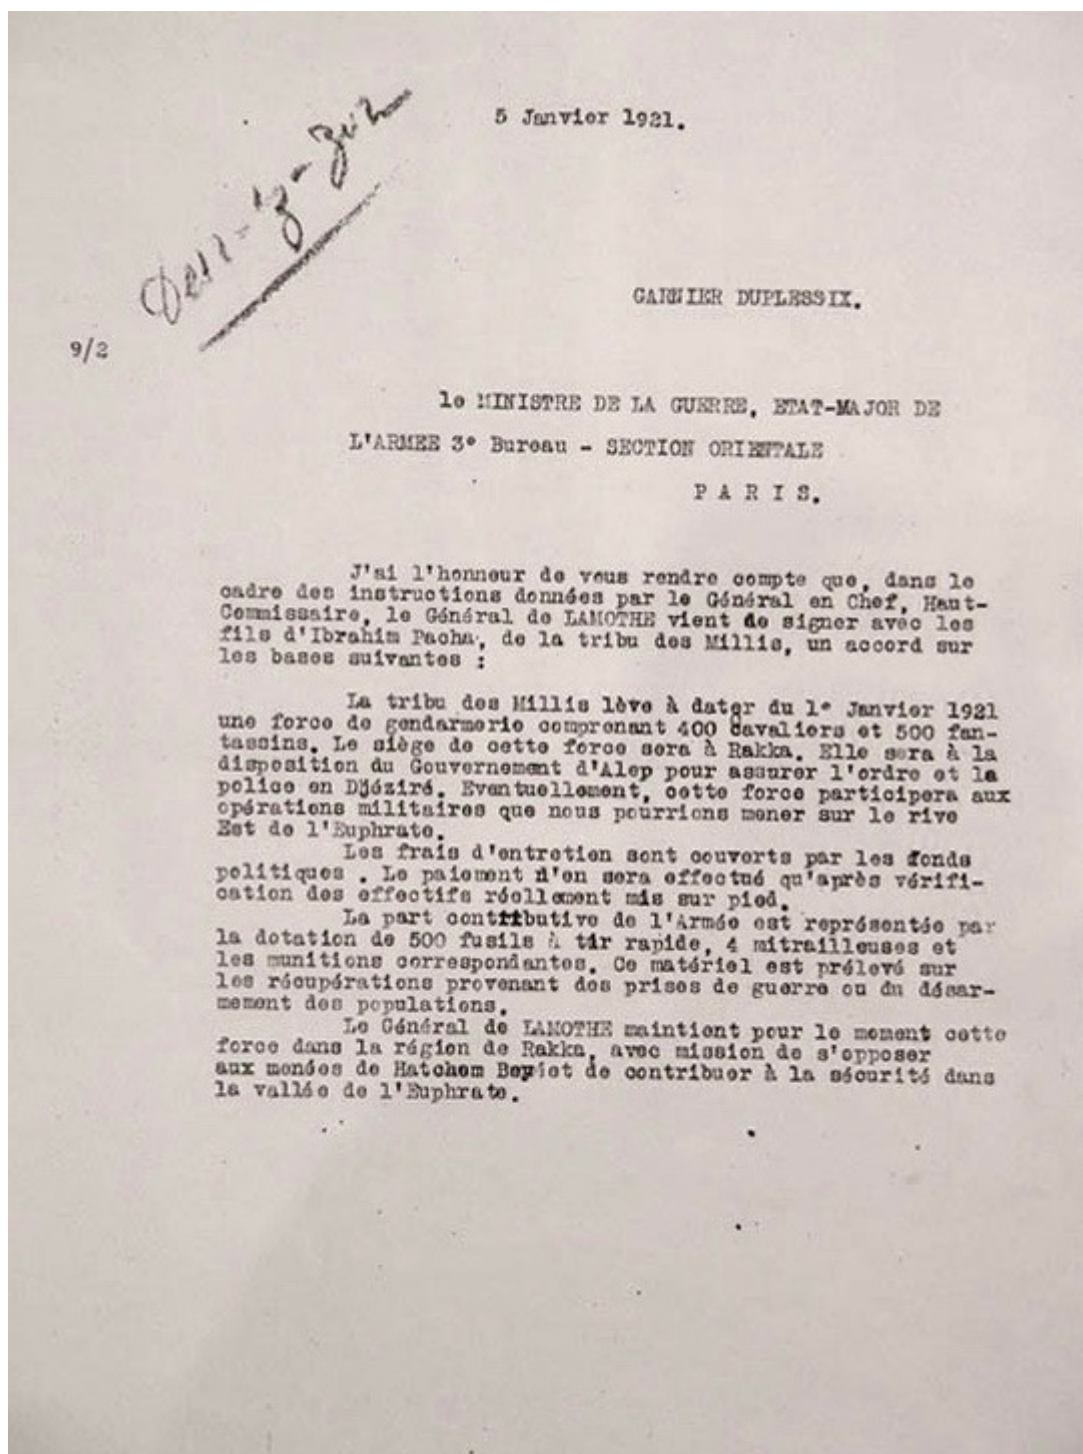 5 Janvier 1921.
Deir-ez-Zor
GARNIER DUPLESSIX.
9/2
le MINISTRE DE LA GUERRE, ETAT-MAJOR DE
L'ARMEE 3° Bureau - SECTION ORIENTALE
P A R I S.
J'ai l'honneur de vous rendre compte que, dans le
cadre des instructions données par le Général en Chef, Haut-
Commissaire, le Général de LAMOTHE vient de signer avec les
fils d'Ibrahim Pacha, de la tribu des Millis, un accord sur
les bases suivantes :
La tribu des Millis lève à dater du 1° Janvier 1921
une force de gendarmerie comprenant 400 cavaliers et 500 fan-
tassins. Le siège de cette force sera à Rakka. Elle sera à la
disposition du Gouvernement d'Alep pour assurer l'ordre et la
police en Djéziré. Eventuellement, cette force participera aux
opérations militaires que nous pourrions mener sur le rive
Est de l'Euphrate.
Les frais d'entretien sont couverts par les fonds
politiques . Le paiement n'en sera effectué qu'après vérifi-
cation des effectifs réellement mis sur pied.
La part contributive de l'Armée est représentée par
la dotation de 500 fusils à tir rapide, 4 mitrailleuses et
les munitions correspondantes. Ce matériel est prélevé sur
les récupérations provenant des prises de guerre ou du désar-
mement des populations.
Le Général de LAMOTHE maintient pour le moment cette
force dans la région de Rakka, avec mission de s'opposer
aux menées de Hatchem Bey et de contribuer à la sécurité dans
la vallée de l'Euphrate.